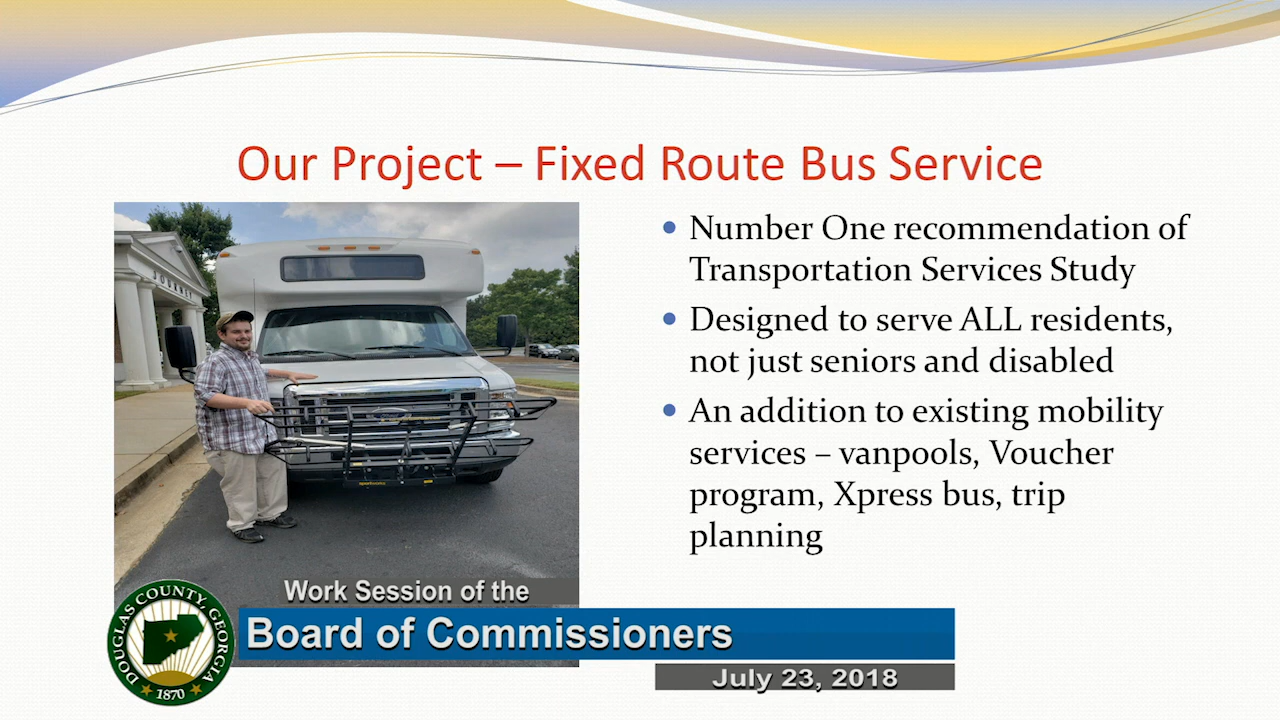 Our Project – Fixed Route Bus Service
JOURNEY
• Number One recommendation of
Transportation Services Study
• Designed to serve ALL residents,
not just seniors and disabled
• An addition to existing mobility
services – vanpools, Voucher
program, Xpress bus, trip
planning
Work Session of the
Board of Commissioners
July 23, 2018
DOUGLAS COUNTY, GEORGIA
1870